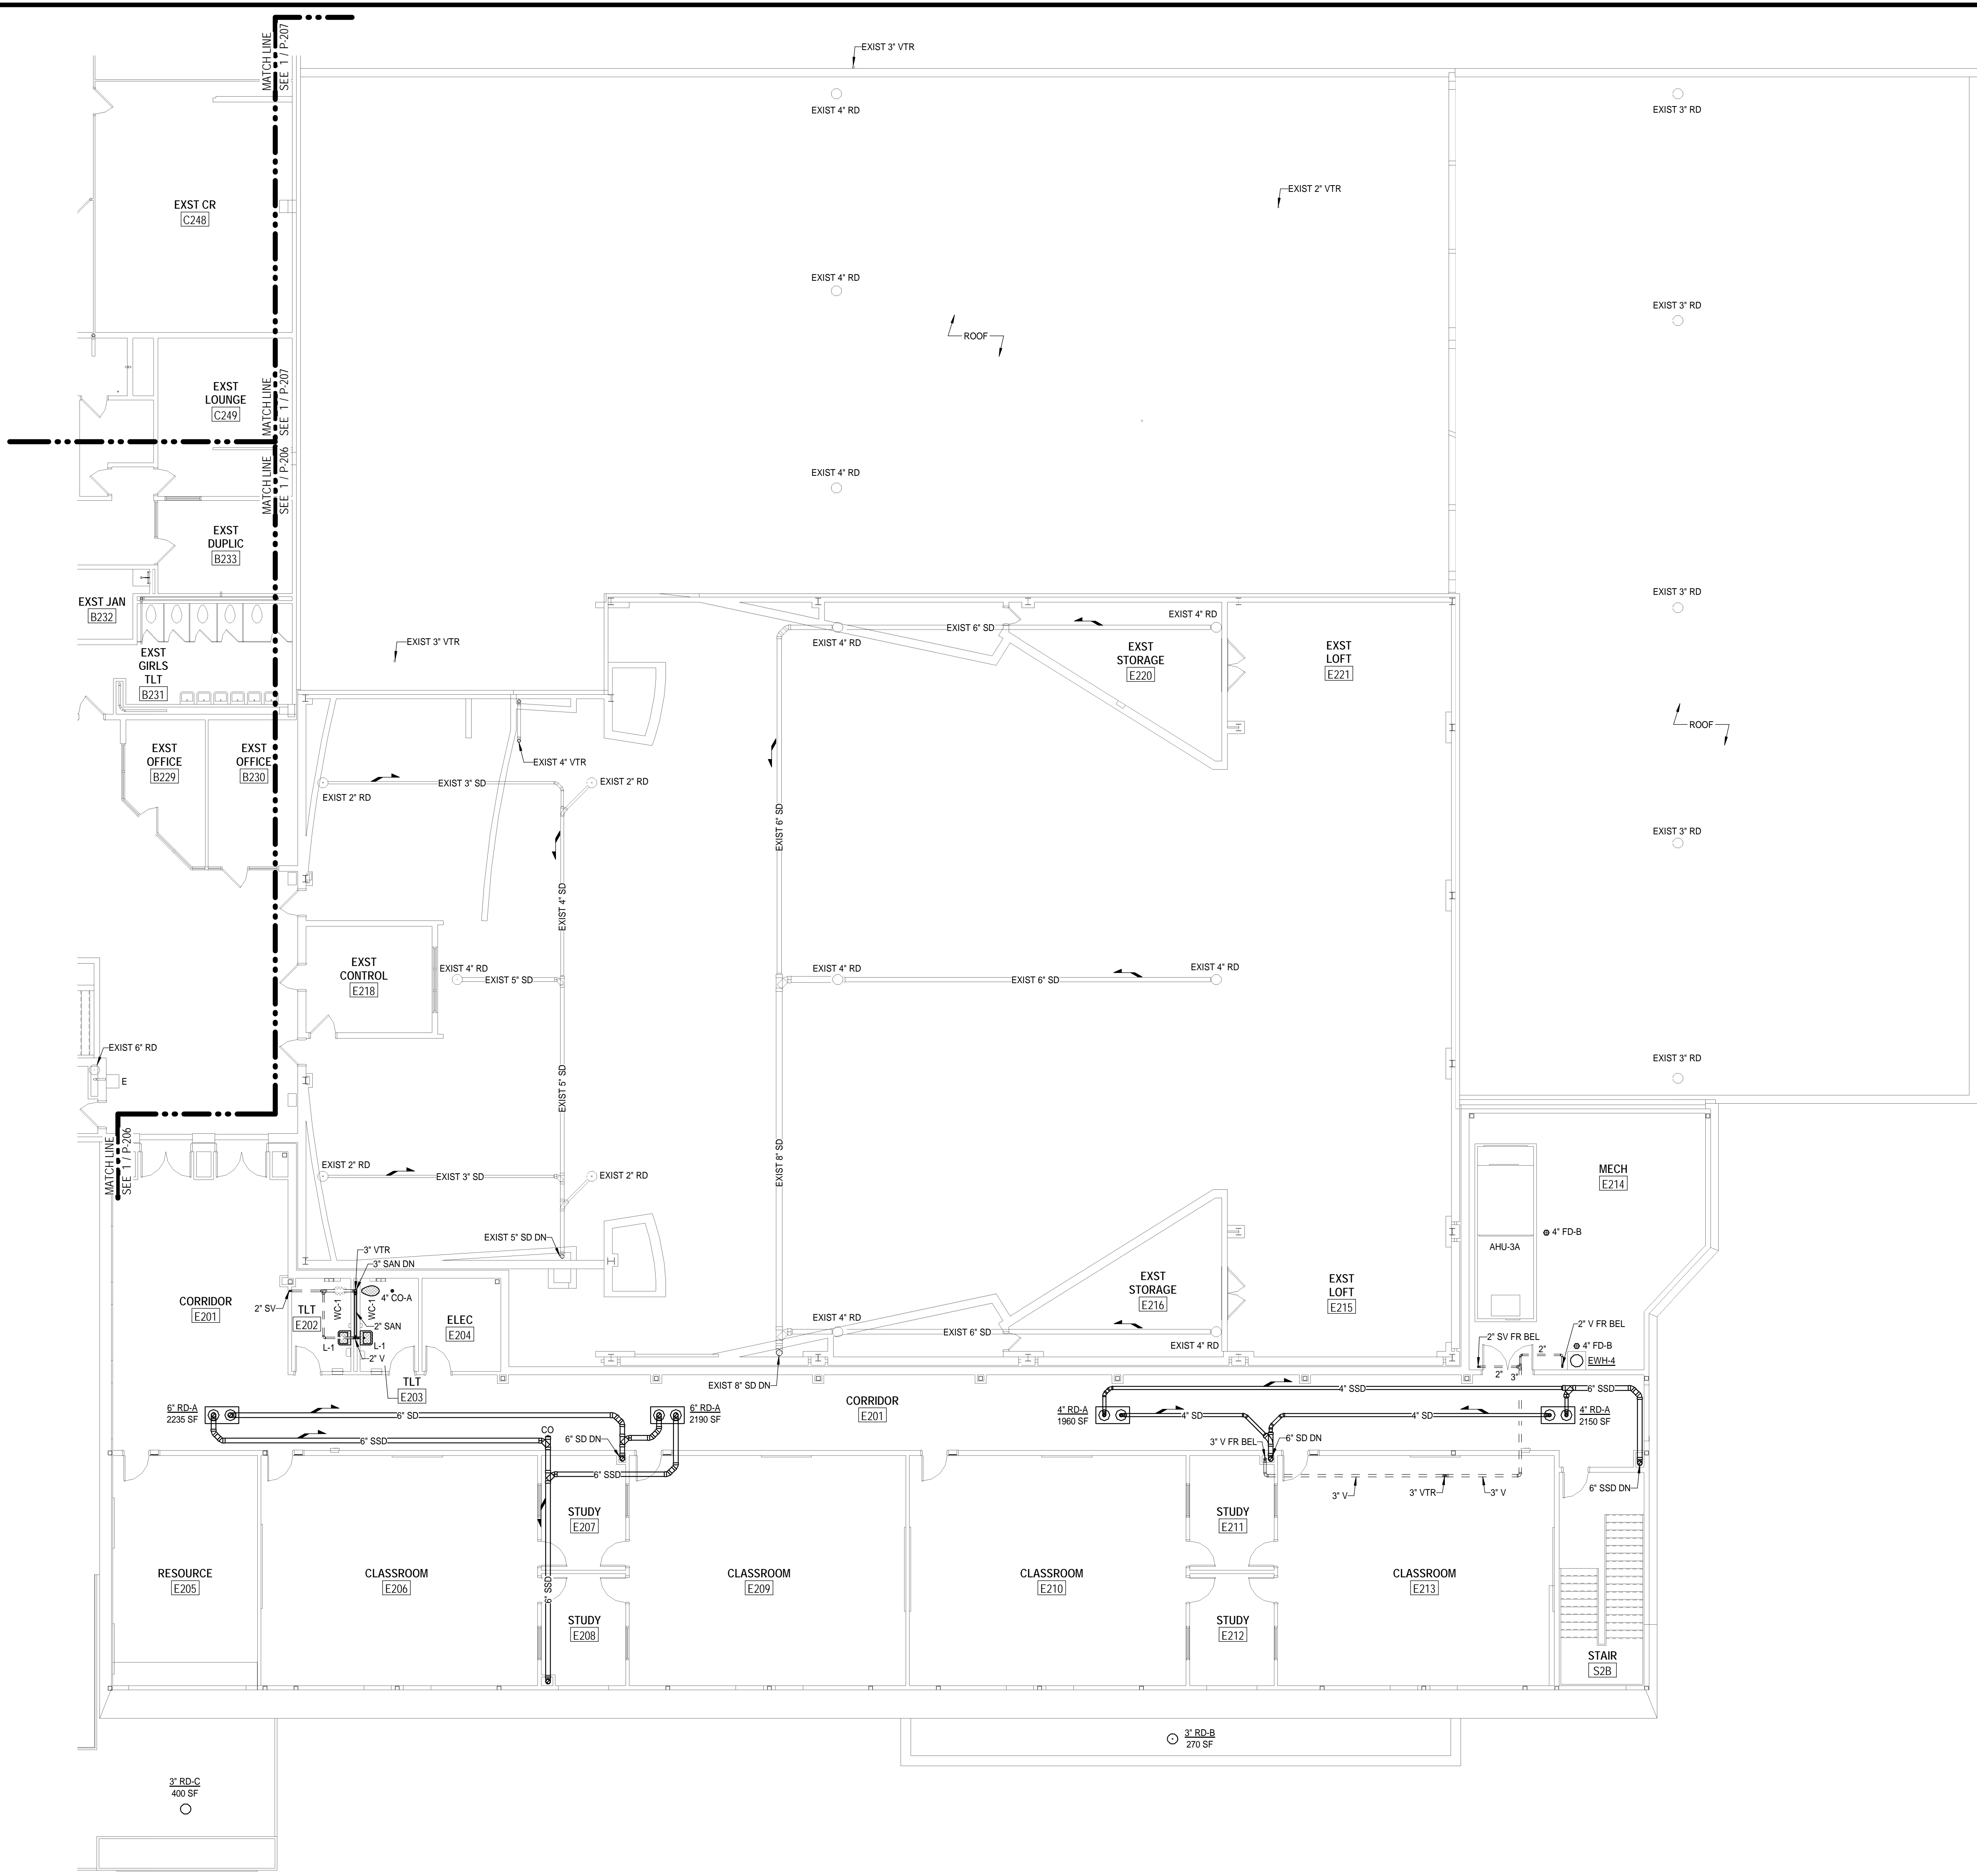 MATCH LINE
SEE 1 / P-207
EXIST 3" VTR
EXIST 4" RD
EXIST 3" RD
EXST CR
C248
EXIST 2" VTR
EXIST 4" RD
EXIST 3" RD
ROOF
EXST
LOUNGE
C249
MATCH LINE
SEE 1 / P-207
MATCH LINE
SEE 1 / P-206
EXIST 4" RD
EXST
DUPLIC
B233
EXST JAN
B232
EXIST 3" RD
EXST
GIRLS
TLT
B231
EXIST 3" VTR
EXIST 4" RD
EXIST 6" SD
EXIST 4" RD
EXST
STORAGE
E220
EXST
LOFT
E221
ROOF
EXST
OFFICE
B229
EXST
OFFICE
B230
EXIST 4" VTR
EXIST 2" RD
EXIST 3" SD
EXIST 2" RD
EXIST 6" SD
EXIST 3" RD
EXIST 4" SD
EXST
CONTROL
E218
EXIST 4" RD
EXIST 5" SD
EXIST 4" RD
EXIST 6" SD
EXIST 4" RD
EXIST 6" RD
E
EXIST 5" SD
EXIST 3" RD
MATCH LINE
SEE 1 / P-206
EXIST 2" RD
EXIST 3" SD
EXIST 2" RD
EXIST 8" SD
MECH
E214
EXIST 5" SD DN
4" FD-B
AHU-3A
3" VTR
3" SAN DN
CORRIDOR
E201
2" SV
TLT
E202
WC-1
WC-1
4" CO-A
2" SAN
L-1
L-1
2" V
ELEC
E204
TLT
E203
EXST
STORAGE
E216
EXST
LOFT
E215
EXIST 4" RD
EXIST 6" SD
EXIST 4" RD
EXIST 8" SD DN
2" V FR BEL
2" SV FR BEL
4" FD-B
2"
EWH-4
2"
3"
CORRIDOR
E201
6" RD-A
2235 SF
6" SD
6" RD-A
2190 SF
4" SSD
6" SSD
4" RD-A
1960 SF
4" SD
4" SD
4" RD-A
2150 SF
CO
6" SSD
6" SD DN
3" V FR BEL
6" SD DN
6" SSD
3" V
3" VTR
3" V
6" SSD DN
STUDY
E207
STUDY
E211
RESOURCE
E205
CLASSROOM
E206
6" SSD
CLASSROOM
E209
CLASSROOM
E210
CLASSROOM
E213
STUDY
E208
STUDY
E212
STAIR
S2B
3" RD-B
270 SF
3" RD-C
400 SF